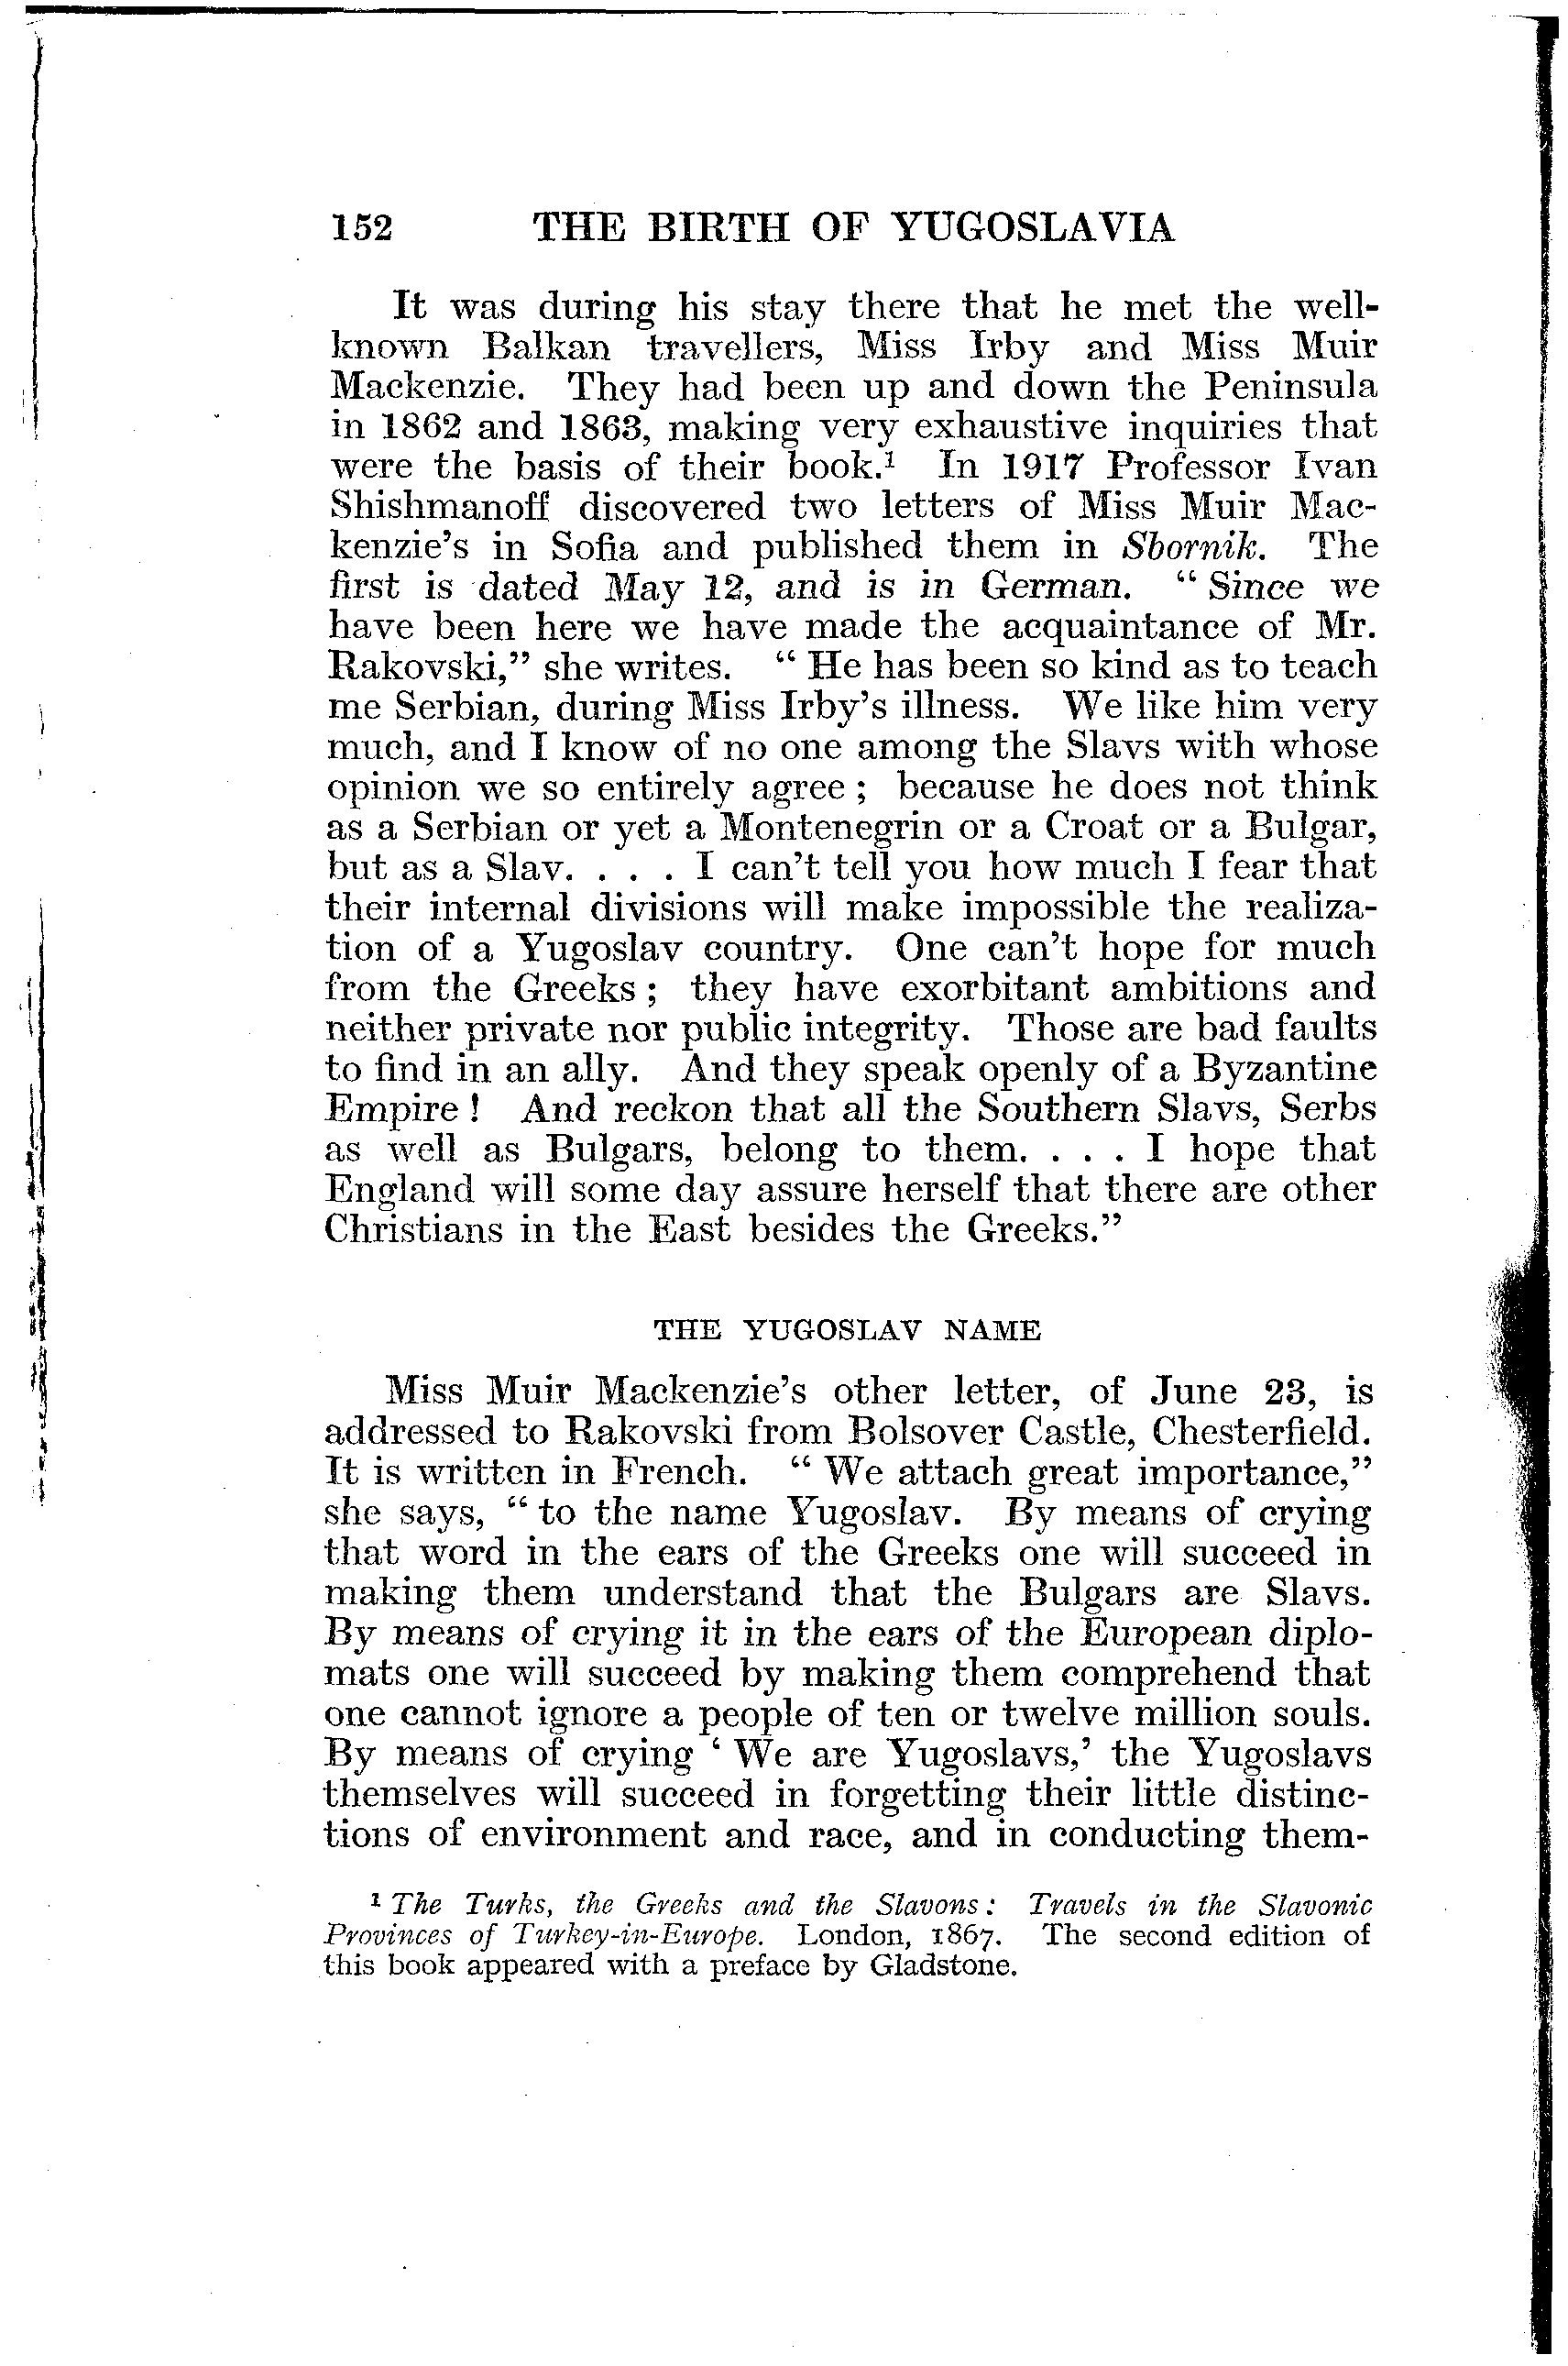 152 THE BIRTH OF YUGOSLAVIA
It was during his stay there that he met the well-
known Balkan travellers, Miss Irby and Miss Muir
Mackenzie. They had been up and down the Peninsula
in 1862 and 1863, making very exhaustive inquiries that
were the basis of their book.¹ In 1917 Professor Ivan
Shishmanoff discovered two letters of Miss Muir Mac-
kenzie's in Sofia and published them in Sbornik. The
first is dated May 12, and is in German. “ Since we
have been here we have made the acquaintance of Mr.
Rakovski,” she writes. “ He has been so kind as to teach
me Serbian, during Miss Irby's illness. We like him very
much, and I know of no one among the Slavs with whose
opinion we so entirely agree ; because he does not think
as a Serbian or yet a Montenegrin or a Croat or a Bulgar,
but as a Slav. . . . I can't tell you how much I fear that
their internal divisions will make impossible the realiza-
tion of a Yugoslav country. One can't hope for much
from the Greeks ; they have exorbitant ambitions and
neither private nor public integrity. Those are bad faults
to find in an ally. And they speak openly of a Byzantine
Empire ! And reckon that all the Southern Slavs, Serbs
as well as Bulgars, belong to them. . . . I hope that
England will some day assure herself that there are other
Christians in the East besides the Greeks.”
THE YUGOSLAV NAME
Miss Muir Mackenzie's other letter, of June 23, is
addressed to Rakovski from Bolsover Castle, Chesterfield.
It is written in French. “ We attach great importance,”
she says, “ to the name Yugoslav. By means of crying
that word in the ears of the Greeks one will succeed in
making them understand that the Bulgars are Slavs.
By means of crying it in the ears of the European diplo-
mats one will succeed by making them comprehend that
one cannot ignore a people of ten or twelve million souls.
By means of crying ‘ We are Yugoslavs,’ the Yugoslavs
themselves will succeed in forgetting their little distinc-
tions of environment and race, and in conducting them-
¹ The Turks, the Greeks and the Slavons : Travels in the Slavonic
Provinces of Turkey-in-Europe. London, 1867. The second edition of
this book appeared with a preface by Gladstone.